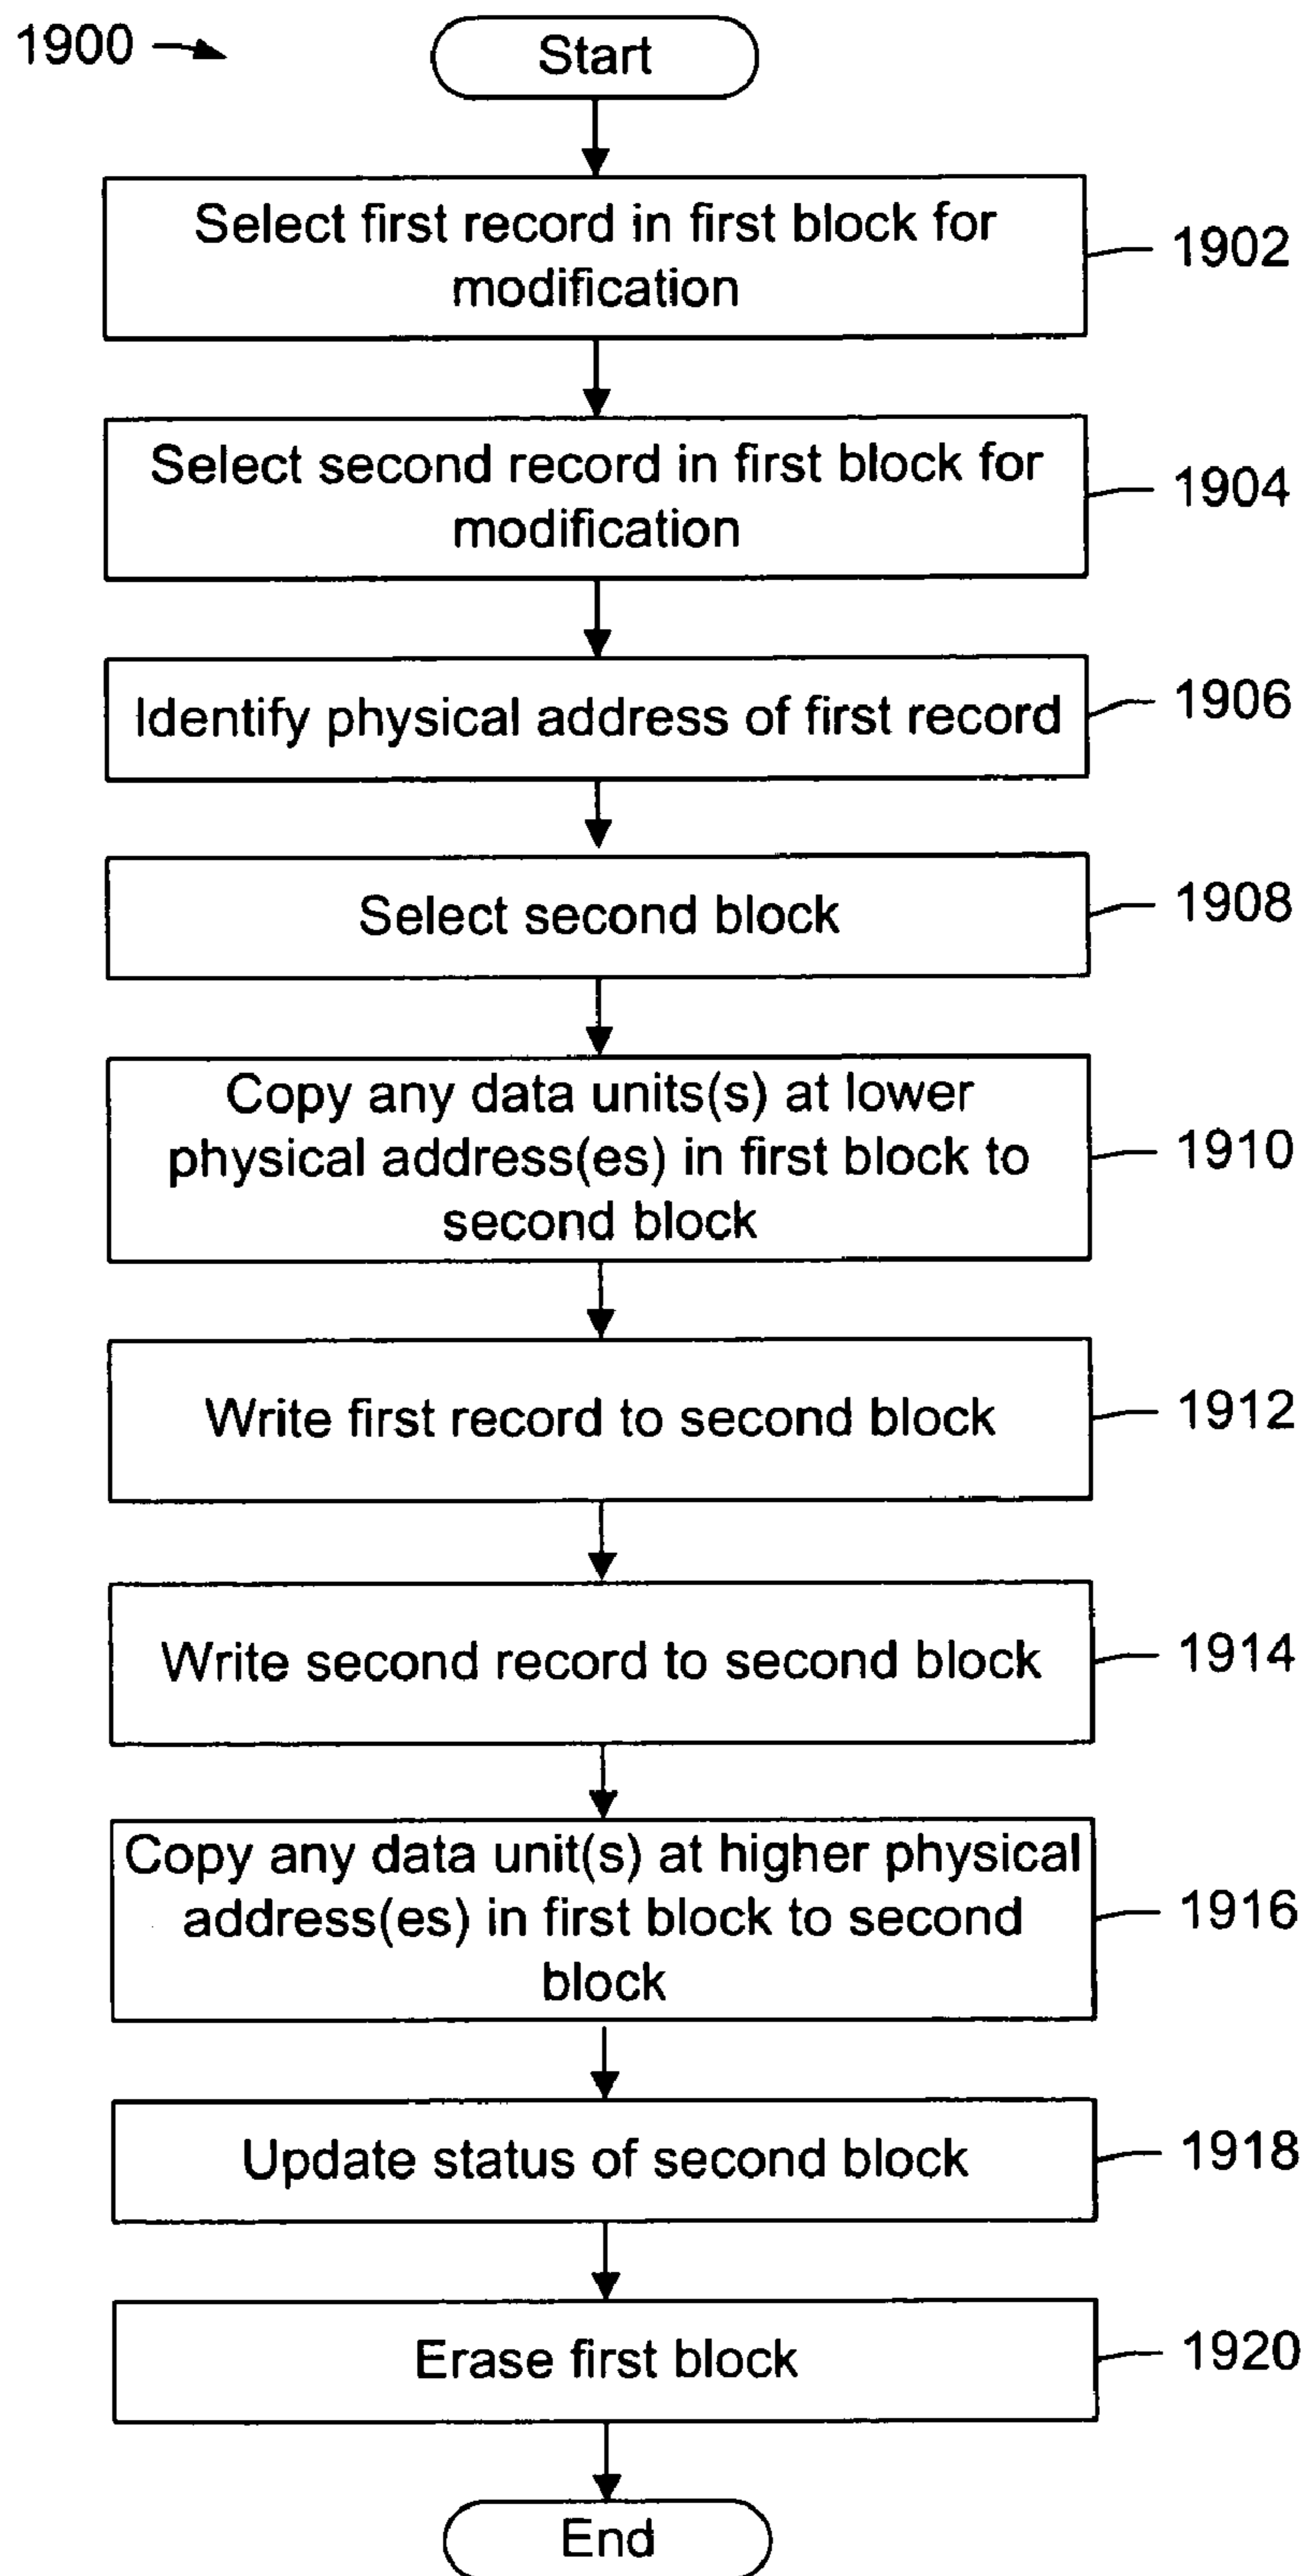 1900
Start
Select first record in first block for
modification
1902
Select second record in first block for
modification
1904
Identify physical address of first record
1906
Select second block
1908
Copy any data units(s) at lower
physical address(es) in first block to
second block
1910
Write first record to second block
1912
Write second record to second block
1914
Copy any data unit(s) at higher physical
address(es) in first block to second
block
1916
Update status of second block
1918
Erase first block
1920
End